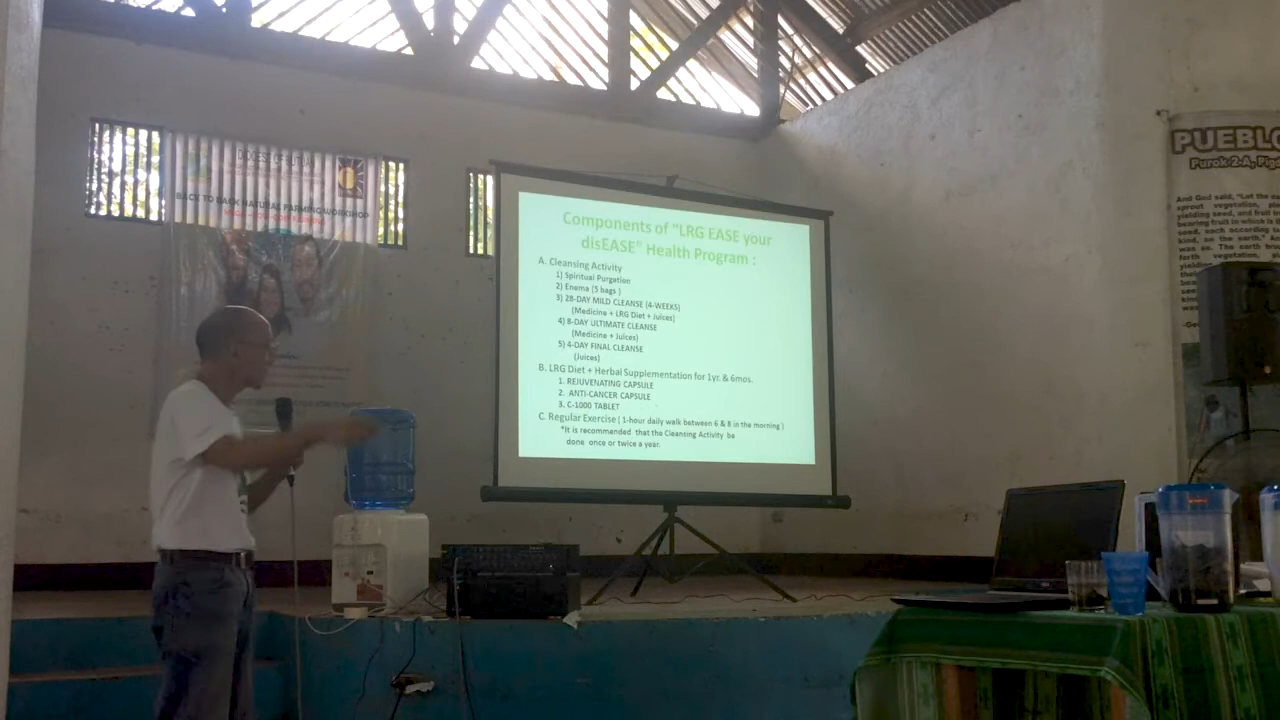 BACK TO BACK NATURAL FARMING WORKSHOP
Components of "LRG EASE your
disEASE" Health Program :
A. Cleansing Activity
1) Spiritual Purgation
2) Enema (5 bags )
3) 28-DAY MILD CLEANSE (4-WEEKS)
(Medicine + LRG Diet + Juices)
4) 8-DAY ULTIMATE CLEANSE
(Medicine + Juices)
5) 4-DAY FINAL CLEANSE
(Juices)
B. LRG Diet + Herbal Supplementation for 1yr. & 6mos.
1. REJUVENATING CAPSULE
2. ANTI-CANCER CAPSULE
3. C-1000 TABLET
C. Regular Exercise ( 1-hour daily walk between 6 & 8 in the morning )
*It is recommended that the Cleansing Activity be
done once or twice a year.
PUEBLO
Purok 2-A, Pig
And God said, "Let the
sprout vegetation,
yielding seed, and fruit
bearing fruit in which is
seed, each according to
kind, on the earth."
was so. The earth
forth vegetation,
yielding